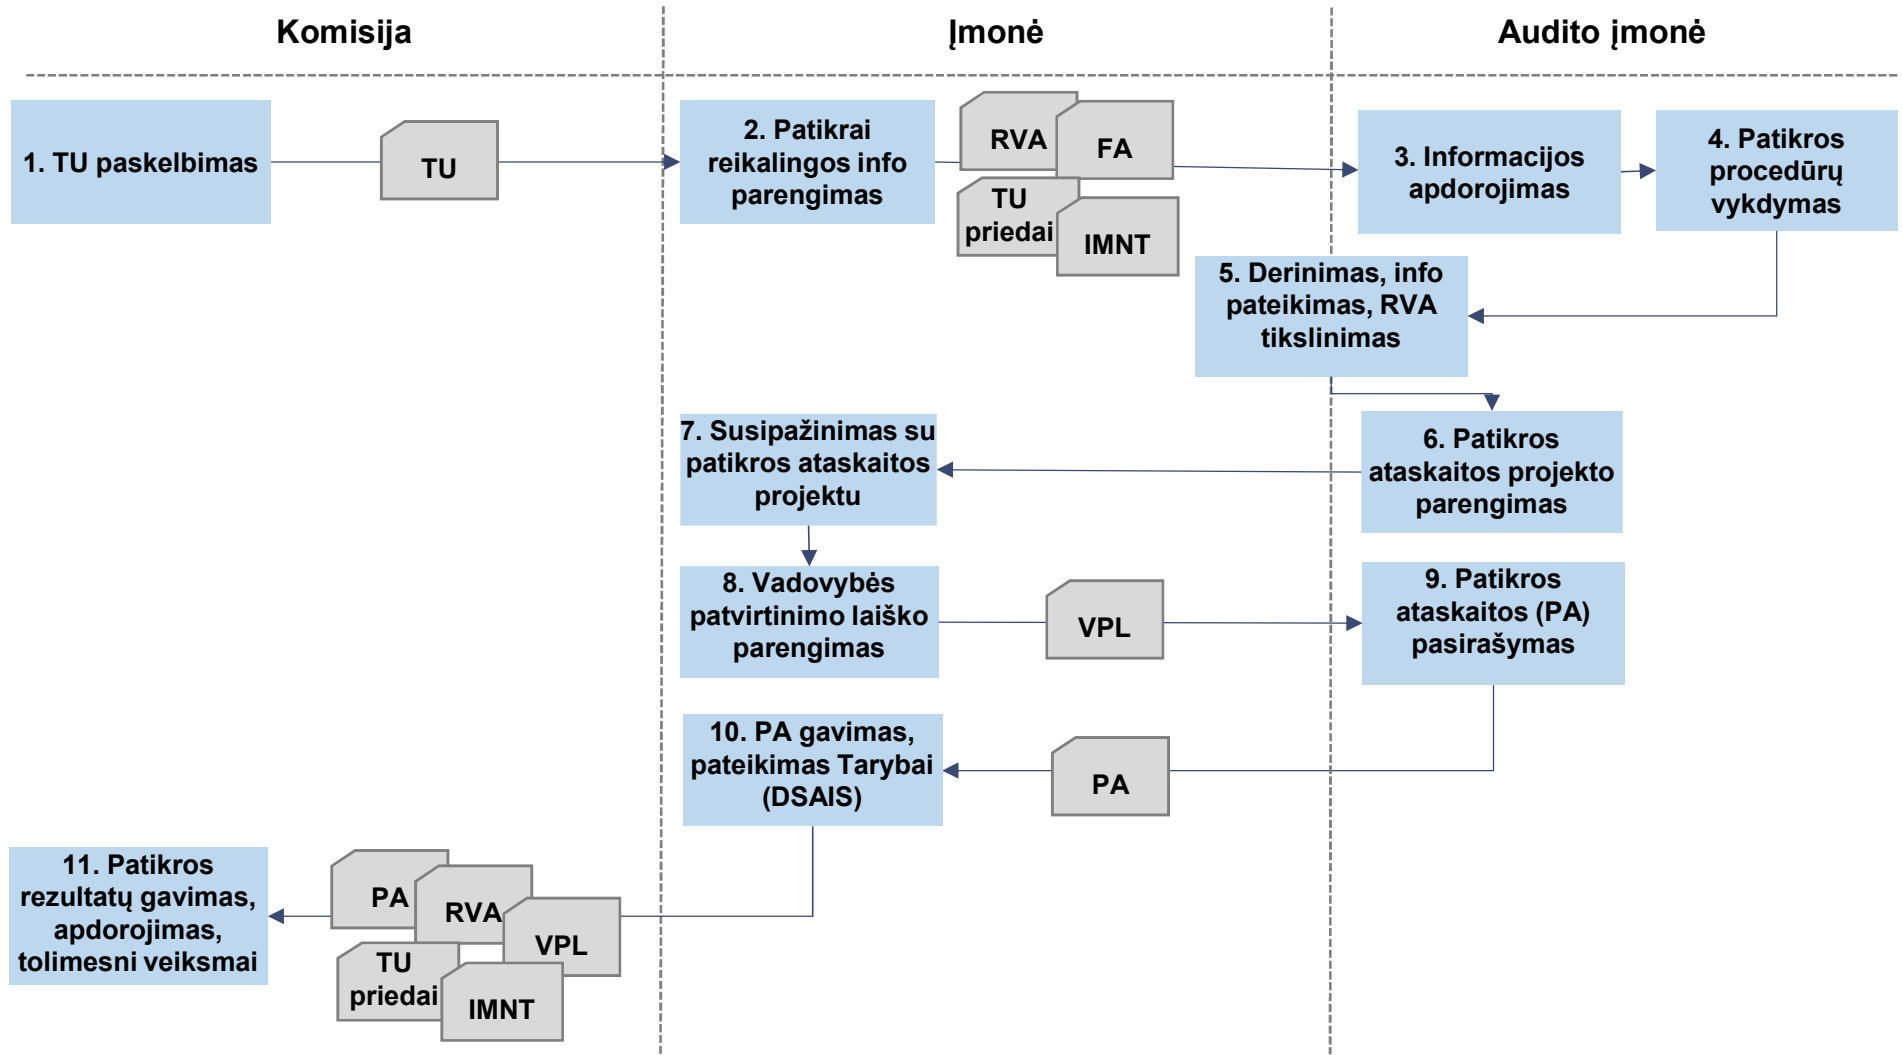 Komisija
Įmonė
Audito įmonė
1. TU paskelbimas
TU
2. Patikrai
reikalingos info
parengimas
RVA
FA
TU
priedai
IMNT
3. Informacijos
apdorojimas
4. Patikros
procedūrų
vykdymas
5. Derinimas, info
pateikimas, RVA
tikslinimas
6. Patikros
ataskaitos projekto
parengimas
7. Susipažinimas su
patikros ataskaitos
projektu
8. Vadovybės
patvirtinimo laiško
parengimas
VPL
9. Patikros
ataskaitos (PA)
pasirašymas
10. PA gavimas,
pateikimas Tarybai
(DSAIS)
PA
11. Patikros
rezultatų gavimas,
apdorojimas,
tolimesni veiksmai
PA
RVA
VPL
TU
priedai
IMNT